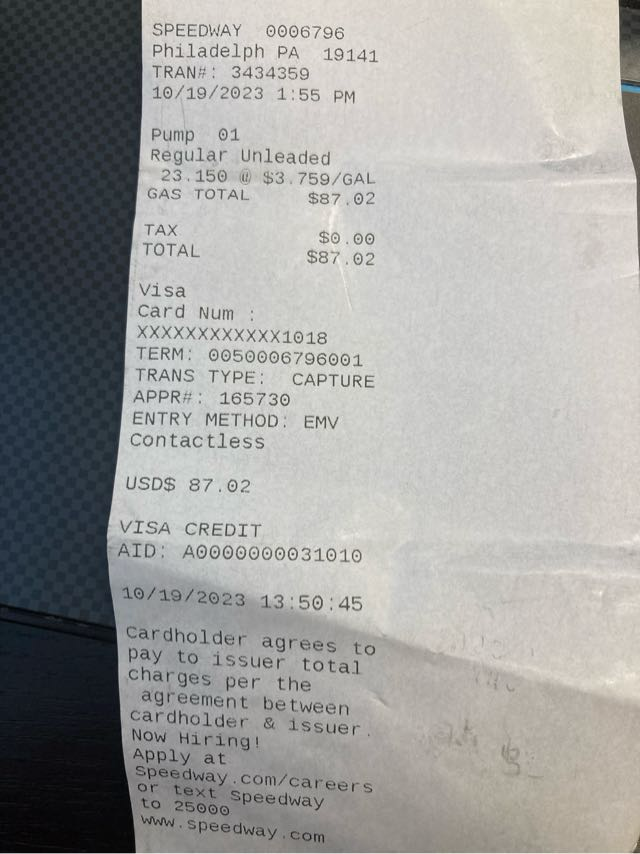 SPEEDWAY 0006796
Philadelph PA 19141
TRAN#: 3434359
10/19/2023 1:55 PM
Pump 01
Regular Unleaded
23.150 @ $3.759/GAL
GAS TOTAL $87.02
TAX $0.00
TOTAL $87.02
Visa
Card Num :
XXXXXXXXXXXX1018
TERM: 0050006796001
TRANS TYPE: CAPTURE
APPR#: 165730
ENTRY METHOD: EMV
Contactless
USD$ 87.02
VISA CREDIT
AID: A0000000031010
10/19/2023 13:50:45
Cardholder agrees to
pay to issuer total
charges per the
agreement between
cardholder & issuer.
Now Hiring!
Apply at
Speedway.com/careers
or text Speedway
to 25000
www.speedway.com